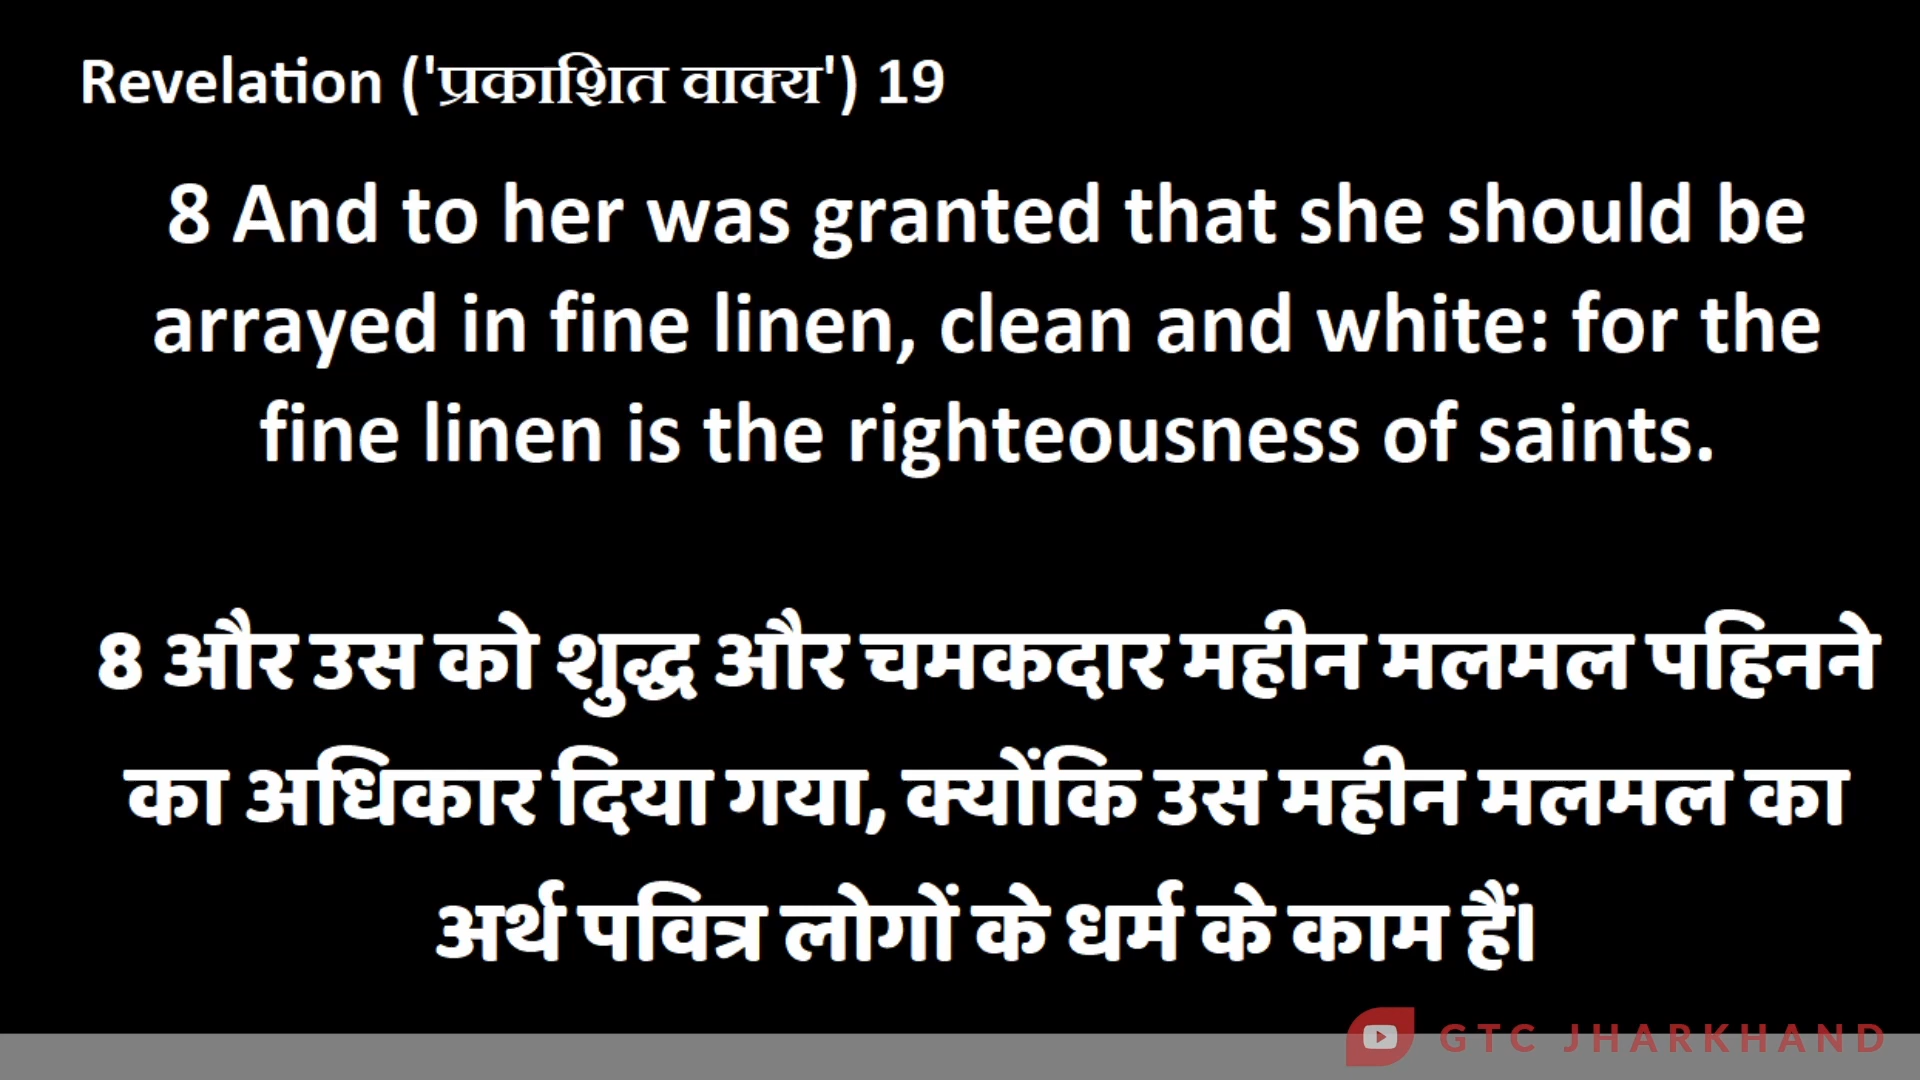 Revelation ('प्रकाशित वाक्य') 19
8 And to her was granted that she should be
arrayed in fine linen, clean and white: for the
fine linen is the righteousness of saints.
8 और उस को शुद्ध और चमकदार महीन मलमल पहिनने
का अधिकार दिया गया, क्योंकि उस महीन मलमल का
अर्थ पवित्र लोगों के धर्म के काम हैं।
GTC JHARKHAND